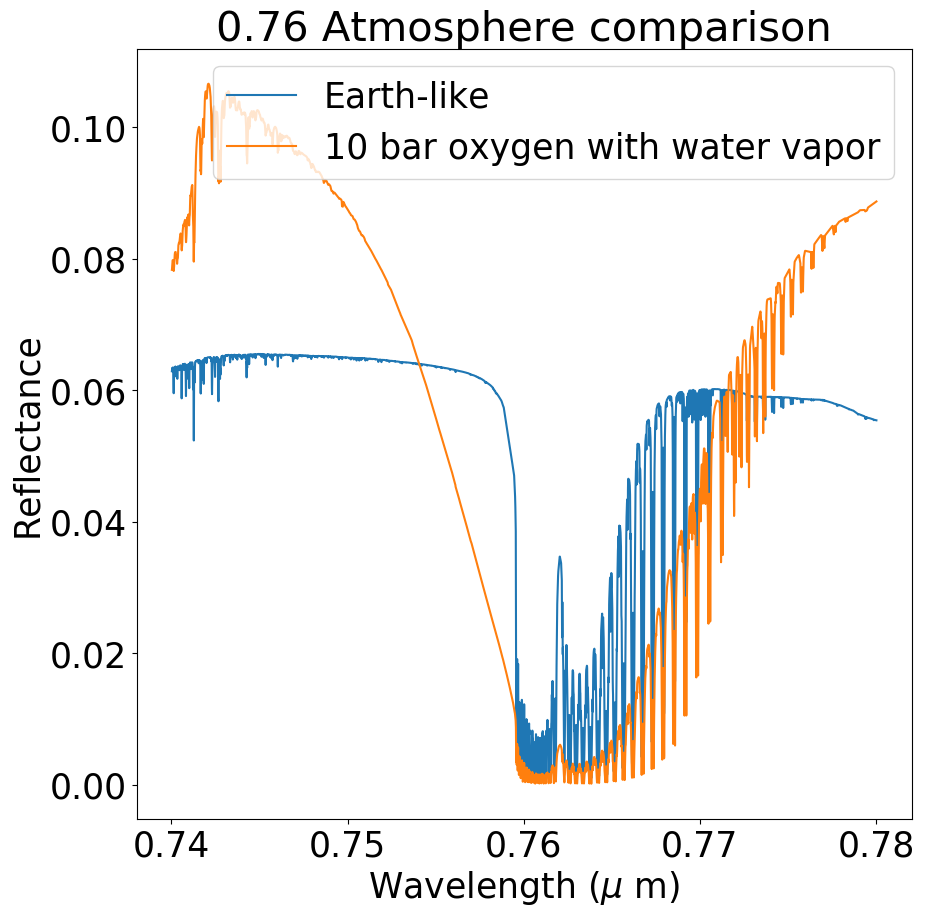 0.76 Atmosphere comparison
Earth-like
10 bar oxygen with water vapor
Reflectance
0.10
0.08
0.06
0.04
0.02
0.00
0.74 0.75 0.76 0.77 0.78
Wavelength (μ m)